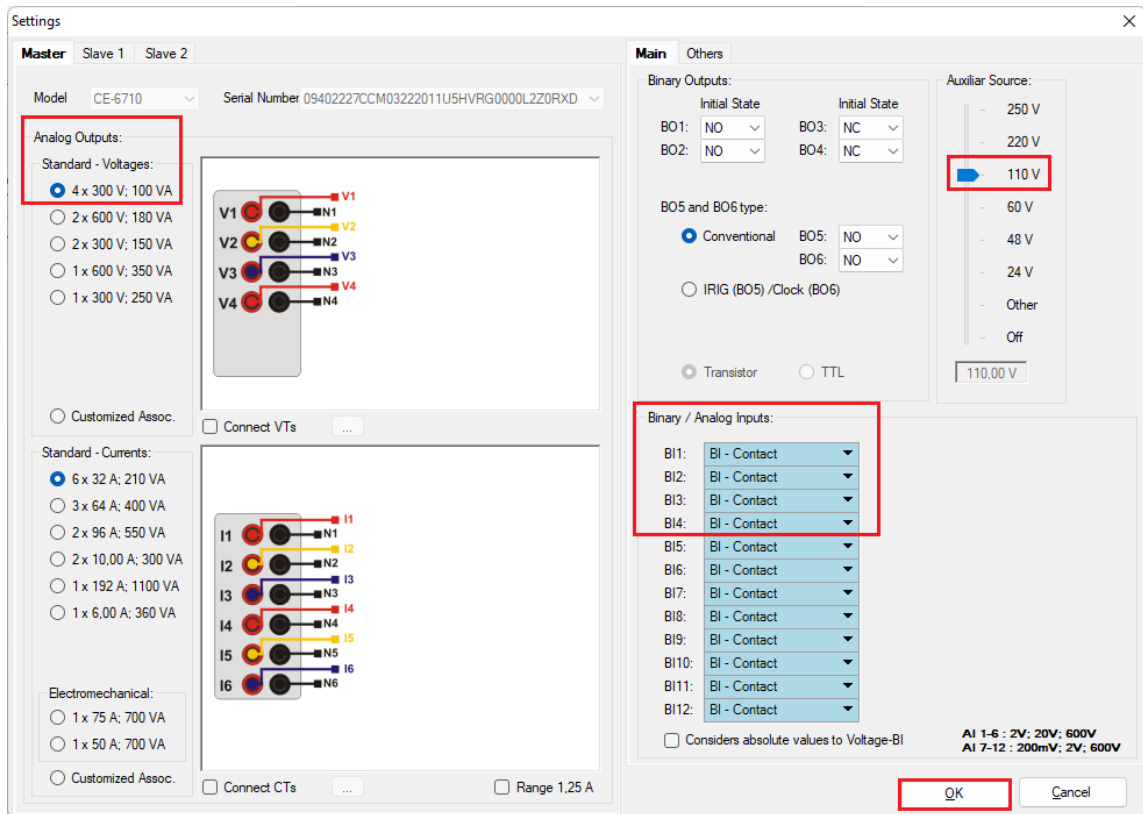 Settings
Master Slave 1 Slave 2
Model CE-6710 Serial Number 09402227CCM03222011U5HVRG0000L2Z0RXD
Analog Outputs:
Standard - Voltages:
4 x 300 V; 100 VA
2 x 600 V; 180 VA
2 x 300 V; 150 VA
1 x 600 V; 350 VA
1 x 300 V; 250 VA
Customized Assoc.
V1 V1
N1
V2 V2
N2
V3 V3
N3
V4 V4
N4
Connect VTs ...
Standard - Currents:
6 x 32 A; 210 VA
3 x 64 A; 400 VA
2 x 96 A; 550 VA
2 x 10,00 A; 300 VA
1 x 192 A; 1100 VA
1 x 6,00 A; 360 VA
Electromechanical:
1 x 75 A; 700 VA
1 x 50 A; 700 VA
Customized Assoc.
I1 I1
N1
I2 I2
N2
I3 I3
N3
I4 I4
N4
I5 I5
N5
I6 I6
N6
Connect CTs ... Range 1,25 A
Main Others
Binary Outputs:
Initial State Initial State
BO1: NO BO3: NC
BO2: NO BO4: NC
BO5 and BO6 type:
Conventional BO5: NO
BO6: NO
IRIG (BO5) /Clock (BO6)
Transistor TTL
Auxiliar Source:
250 V
220 V
110 V
60 V
48 V
24 V
Other
Off
110,00 V
Binary / Analog Inputs:
BI1: BI - Contact
BI2: BI - Contact
BI3: BI - Contact
BI4: BI - Contact
BI5: BI - Contact
BI6: BI - Contact
BI7: BI - Contact
BI8: BI - Contact
BI9: BI - Contact
BI10: BI - Contact
BI11: BI - Contact
BI12: BI - Contact
Considers absolute values to Voltage-BI
AI 1-6 : 2V; 20V; 600V
AI 7-12 : 200mV; 2V; 600V
OK Cancel